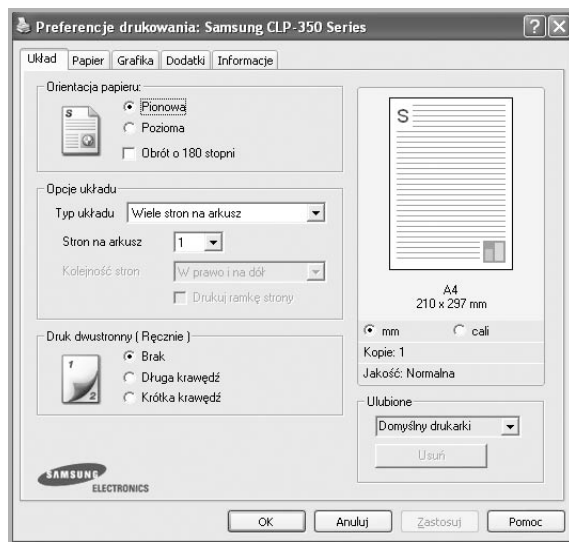 Preferencje drukowania: Samsung CLP-350 Series
Układ Papier Grafika Dodatki Informacje
Orientacja papieru:
S
Pionowa
Pozioma
Obrót o 180 stopni
Opcje układu
Typ układu Wiele stron na arkusz
Stron na arkusz 1
Kolejność stron W prawo i na dół
Drukuj ramkę strony
Druk dwustronny ( Ręcznie )
1
2
Brak
Długa krawędź
Krótka krawędź
S
A4
210 x 297 mm
mm cali
Kopie: 1
Jakość: Normalna
Ulubione
Domyślny drukarki
Usuń
SAMSUNG
ELECTRONICS
OK Anuluj Zastosuj Pomoc